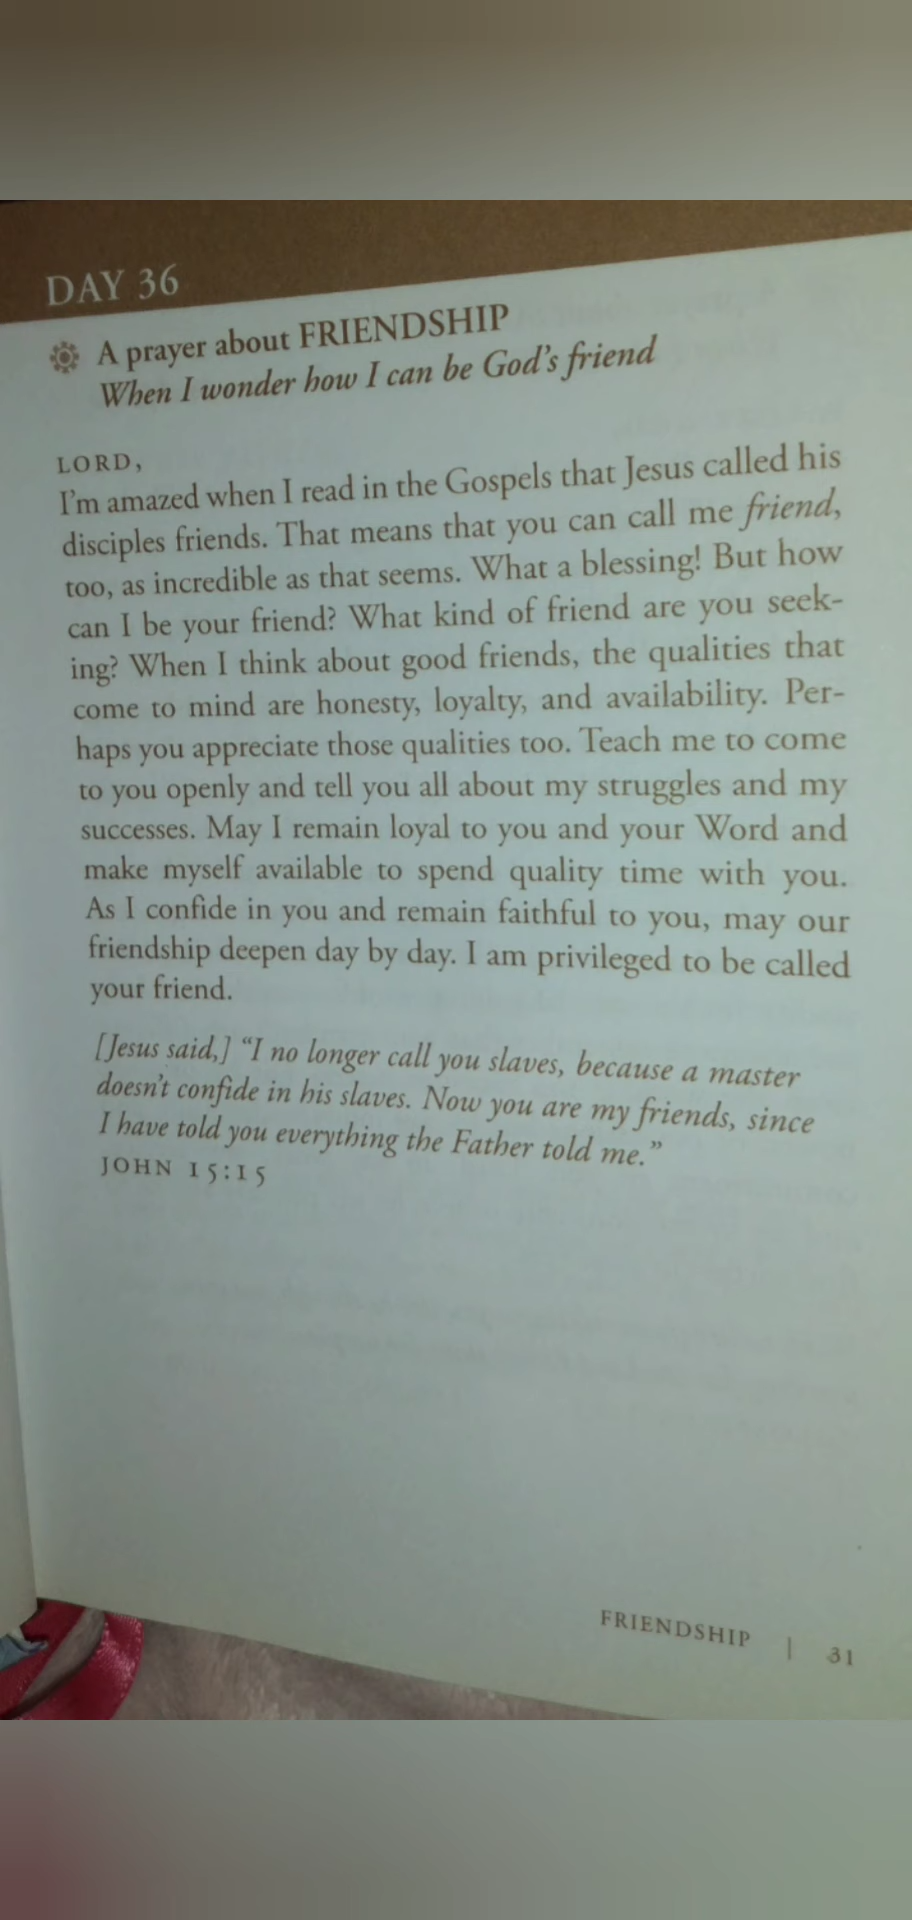 DAY 36
A prayer about FRIENDSHIP
When I wonder how I can be God's friend
LORD,
I'm amazed when I read in the Gospels that Jesus called his
disciples friends. That means that you can call me friend,
too, as incredible as that seems. What a blessing! But how
can I be your friend? What kind of friend are you seek-
ing? When I think about good friends, the qualities that
come to mind are honesty, loyalty, and availability. Per-
haps you appreciate those qualities too. Teach me to come
to you openly and tell you all about my struggles and my
successes. May I remain loyal to you and your Word and
make myself available to spend quality time with you.
As I confide in you and remain faithful to you, may our
friendship deepen day by day. I am privileged to be called
your friend.
[Jesus said,] “I no longer call you slaves, because a master
doesn't confide in his slaves. Now you are my friends, since
I have told you everything the Father told me.”
JOHN 15:15
FRIENDSHIP | 31